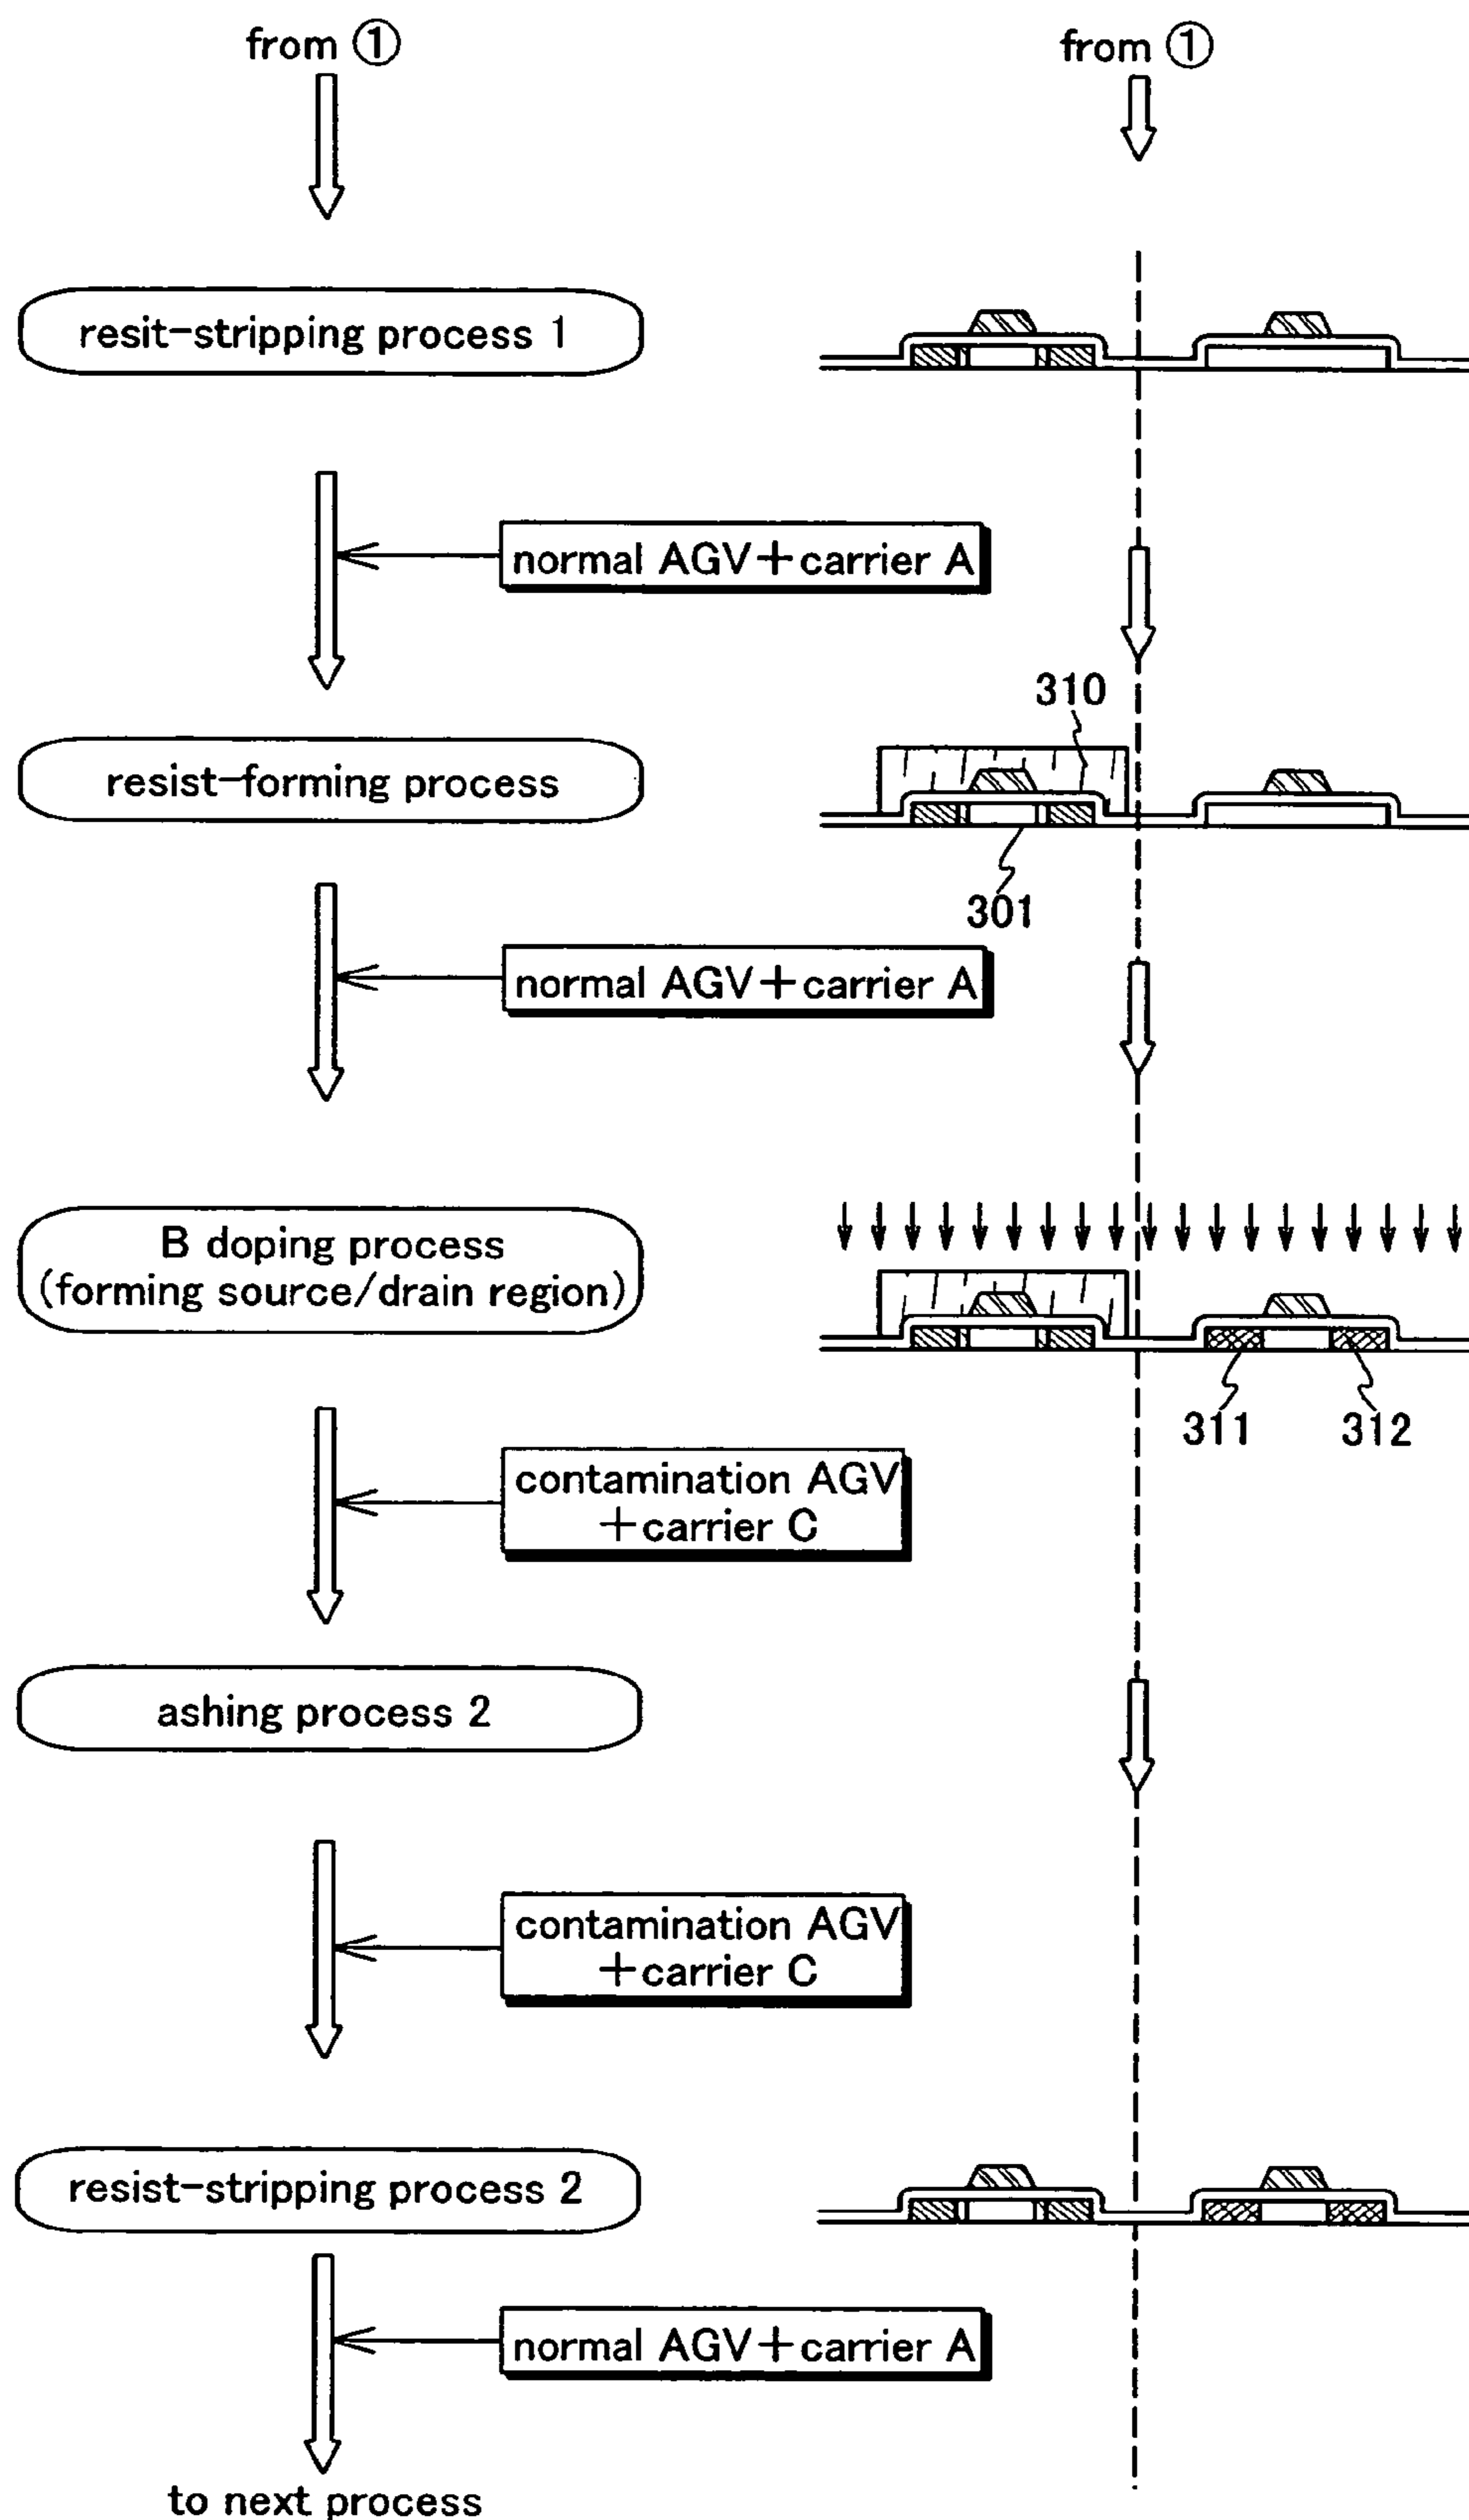 from ①
from ①
resit-stripping process 1
normal AGV+carrier A
310
resist-forming process
301
normal AGV+carrier A
B doping process
(forming source/drain region)
311
312
contamination AGV
+carrier C
ashing process 2
contamination AGV
+carrier C
resist-stripping process 2
normal AGV+carrier A
to next process